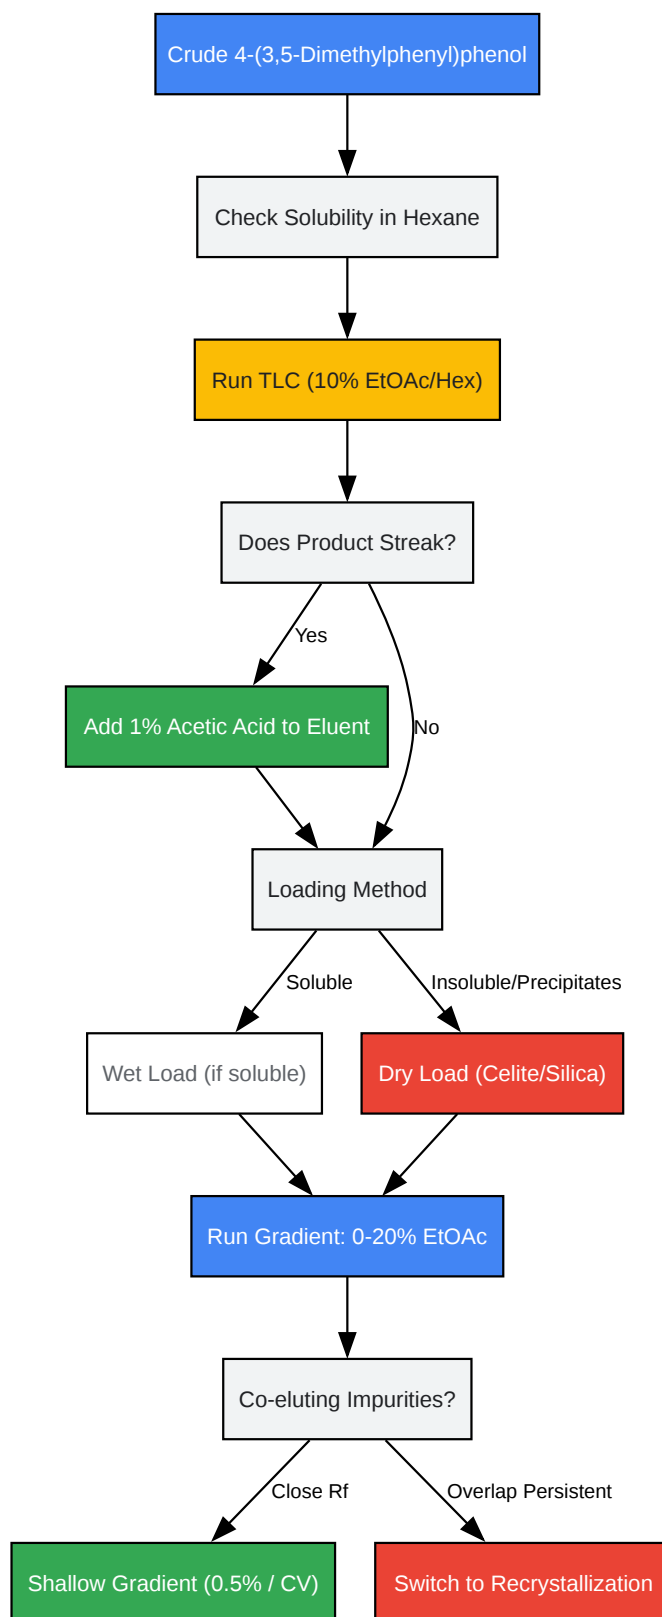 Crude 4-(3,5-Dimethylphenyl)phenol
Check Solubility in Hexane
Run TLC (10% EtOAc/Hex)
Does Product Streak?
Yes
Add 1% Acetic Acid to Eluent
No
Loading Method
Soluble
Insoluble/Precipitates
Wet Load (if soluble)
Dry Load (Celite/Silica)
Run Gradient: 0-20% EtOAc
Co-eluting Impurities?
Close Rf
Overlap Persistent
Shallow Gradient (0.5% / CV)
Switch to Recrystallization